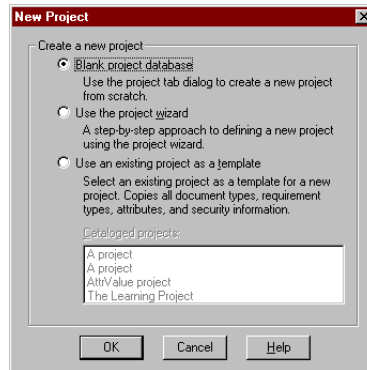 New Project
Create a new project
Blank project database
Use the project tab dialog to create a new project
from scratch.
Use the project wizard
A step-by-step approach to defining a new project
using the project wizard.
Use an existing project as a template
Select an existing project as a template for a new
project. Copies all document types, requirement
types, attributes, and security information.
Cataloged projects:
A project
A project
AttrValue project
The Learning Project
OK
Cancel
Help